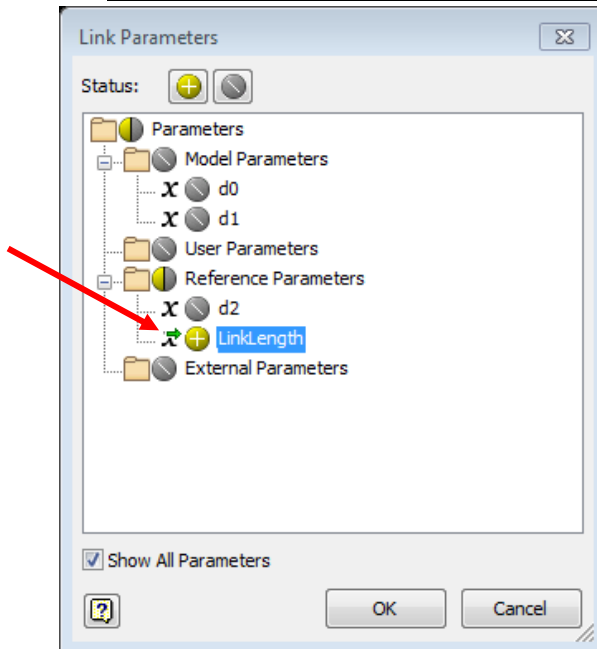 Link Parameters
Status:
Parameters
Model Parameters
x d0
x d1
User Parameters
Reference Parameters
x d2
x LinkLength
External Parameters
Show All Parameters
? OK Cancel